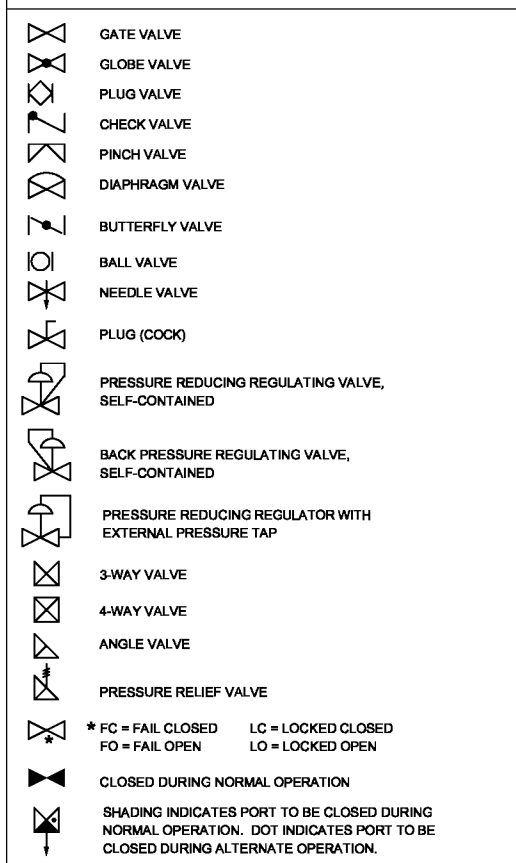 GATE VALVE
GLOBE VALVE
PLUG VALVE
CHECK VALVE
PINCH VALVE
DIAPHRAGM VALVE
BUTTERFLY VALVE
BALL VALVE
NEEDLE VALVE
PLUG (COCK)
PRESSURE REDUCING REGULATING VALVE,
SELF-CONTAINED
BACK PRESSURE REGULATING VALVE,
SELF-CONTAINED
PRESSURE REDUCING REGULATOR WITH
EXTERNAL PRESSURE TAP
3-WAY VALVE
4-WAY VALVE
ANGLE VALVE
PRESSURE RELIEF VALVE
* * FC = FAIL CLOSED LC = LOCKED CLOSED
FO = FAIL OPEN LO = LOCKED OPEN
CLOSED DURING NORMAL OPERATION
SHADING INDICATES PORT TO BE CLOSED DURING
NORMAL OPERATION. DOT INDICATES PORT TO BE
CLOSED DURING ALTERNATE OPERATION.